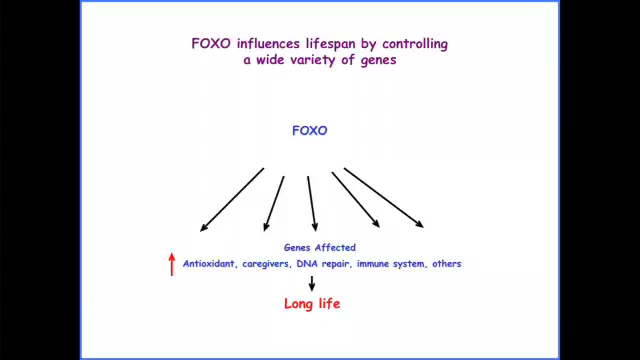 FOXO influences lifespan by controlling
a wide variety of genes
FOXO
Genes Affected
Antioxidant, caregivers, DNA repair, immune system, others
Long life